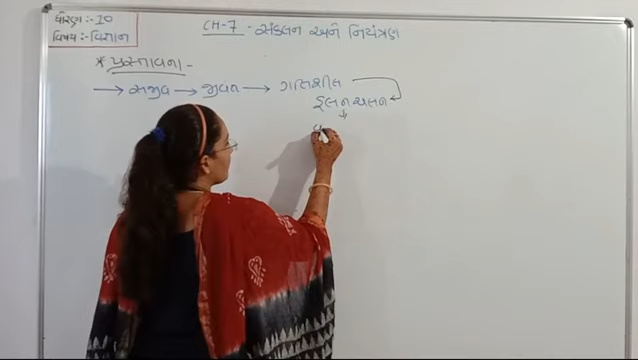 ધોરણ:- 10
વિષય:- વિજ્ઞાન
CH-7 - સંકલન અને નિયંત્રણ
* પ્રસ્તાવના -
→ સજીવ → જીવન → ગતિશીલ
હલનચલન